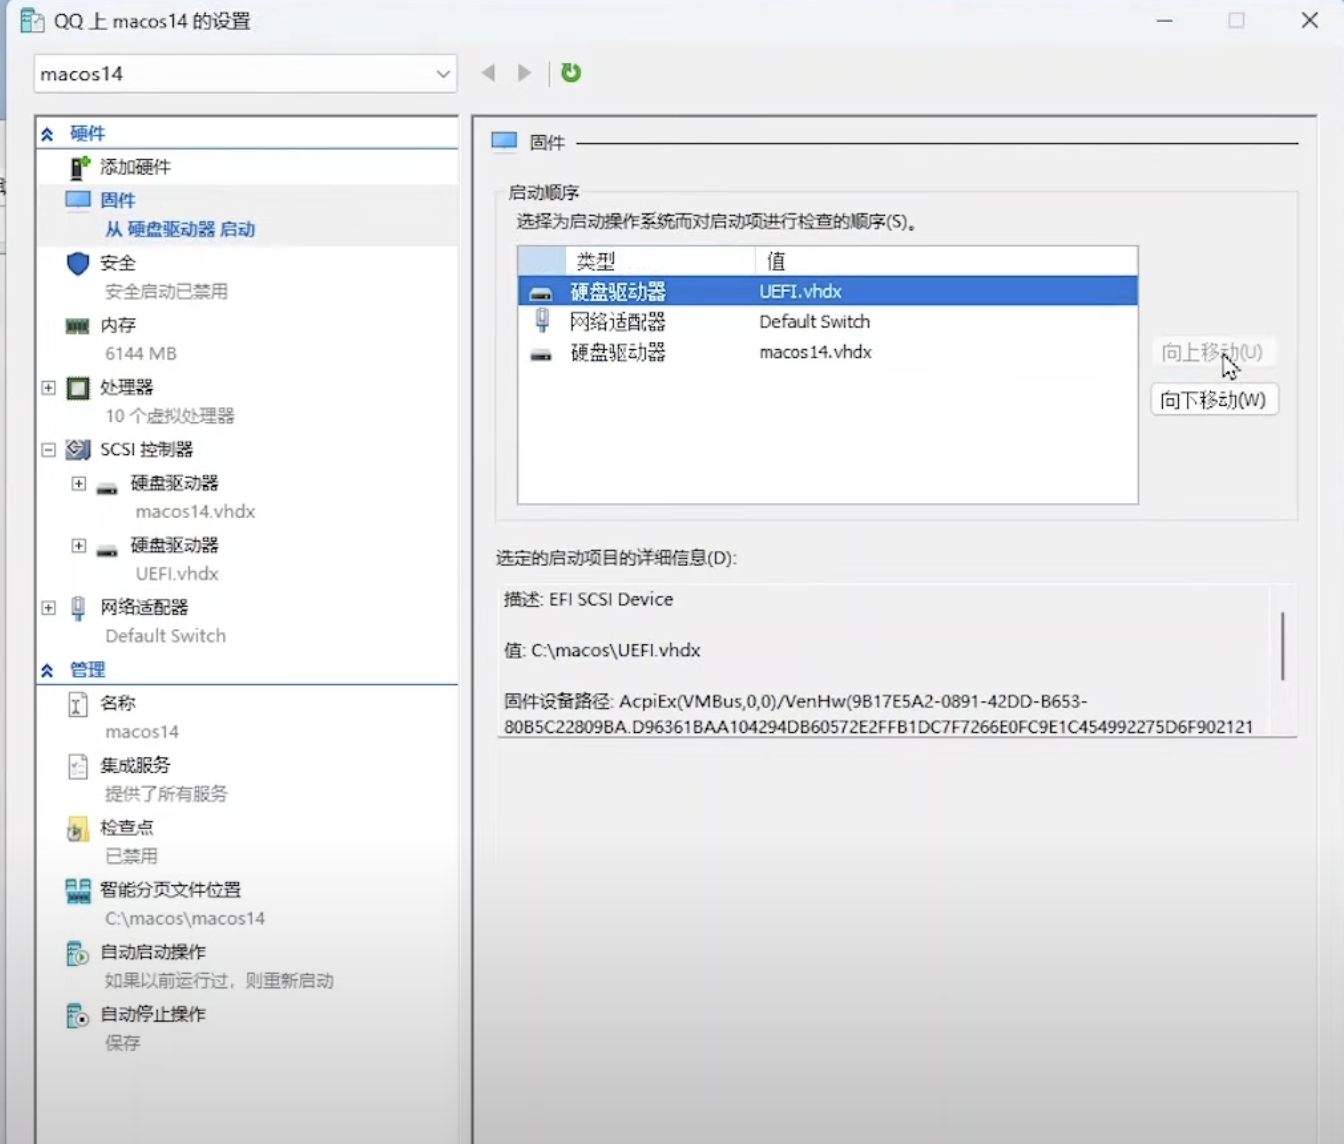 QQ 上 macos14 的设置
macos14
硬件
添加硬件
固件
从 硬盘驱动器 启动
安全
安全启动已禁用
内存
6144 MB
处理器
10 个虚拟处理器
SCSI 控制器
硬盘驱动器
macos14.vhdx
硬盘驱动器
UEFI.vhdx
网络适配器
Default Switch
管理
名称
macos14
集成服务
提供了所有服务
检查点
已禁用
智能分页文件位置
C:\macos\macos14
自动启动操作
如果以前运行过，则重新启动
自动停止操作
保存
固件
启动顺序
选择为启动操作系统而对启动项进行检查的顺序(S)。
类型 值
硬盘驱动器 UEFI.vhdx
网络适配器 Default Switch
硬盘驱动器 macos14.vhdx
向上移动(U)
向下移动(W)
选定的启动项目的详细信息(D):
描述: EFI SCSI Device
值: C:\macos\UEFI.vhdx
固件设备路径: AcpiEx(VMBus,0,0)/VenHw(9B17E5A2-0891-42DD-B653-
80B5C22809BA.D96361BAA104294DB60572E2FFB1DC7F7266E0FC9E1C454992275D6F902121